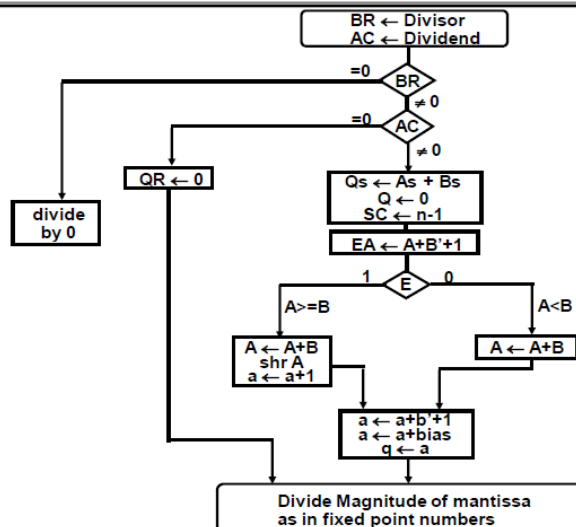 BR ← Divisor
AC ← Dividend
=0
BR
≠ 0
=0
AC
≠ 0
QR ← 0
Qs ← As + Bs
Q ← 0
SC ← n-1
divide
by 0
EA ← A+B'+1
1
E
0
A>=B
A<B
A ← A+B
shr A
a ← a+1
A ← A+B
a ← a+b'+1
a ← a+bias
q ← a
Divide Magnitude of mantissa
as in fixed point numbers